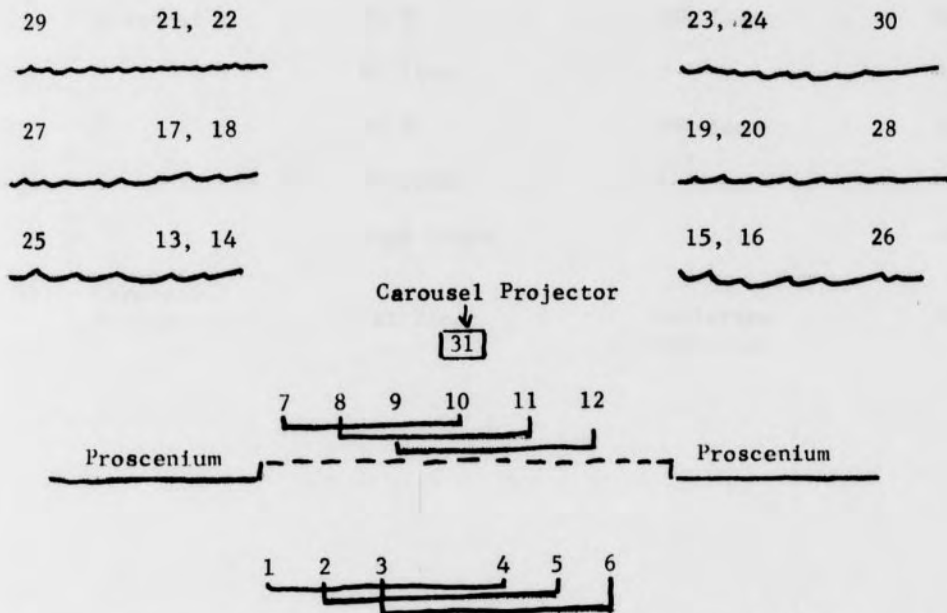 29 21, 22 23, 24 30
27 17, 18 19, 20 28
25 13, 14 15, 16 26
Carousel Projector
31
7 8 9 10 11 12
Proscenium Proscenium
1 2 3 4 5 6